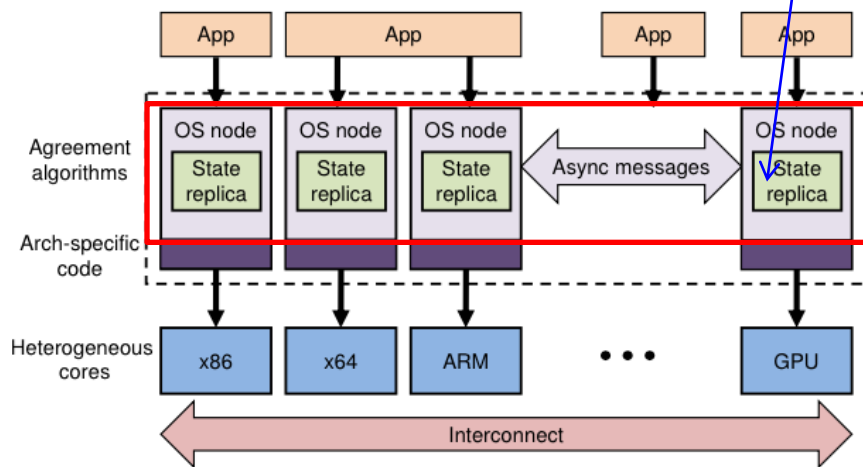 App
App
App
App
Agreement
algorithms
OS node
State
replica
OS node
State
replica
OS node
State
replica
Async messages
OS node
State
replica
Arch-specific
code
Heterogeneous
cores
x86
x64
ARM
GPU
Interconnect